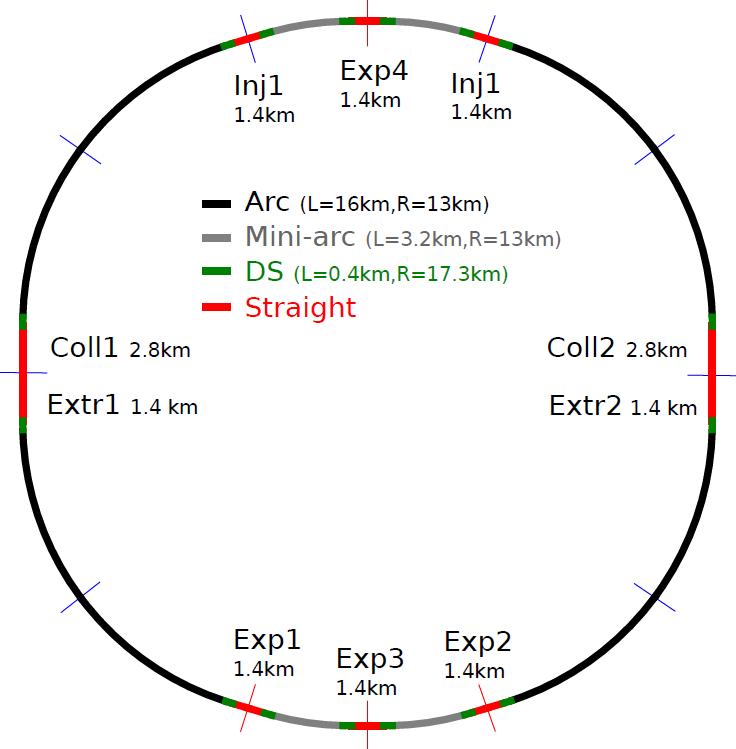 Inj1
1.4km
Exp4
1.4km
Inj1
1.4km
Arc (L=16km,R=13km)
Mini-arc (L=3.2km,R=13km)
DS (L=0.4km,R=17.3km)
Straight
Coll1 2.8km
Extr1 1.4 km
Coll2 2.8km
Extr2 1.4 km
Exp1
1.4km
Exp3
1.4km
Exp2
1.4km